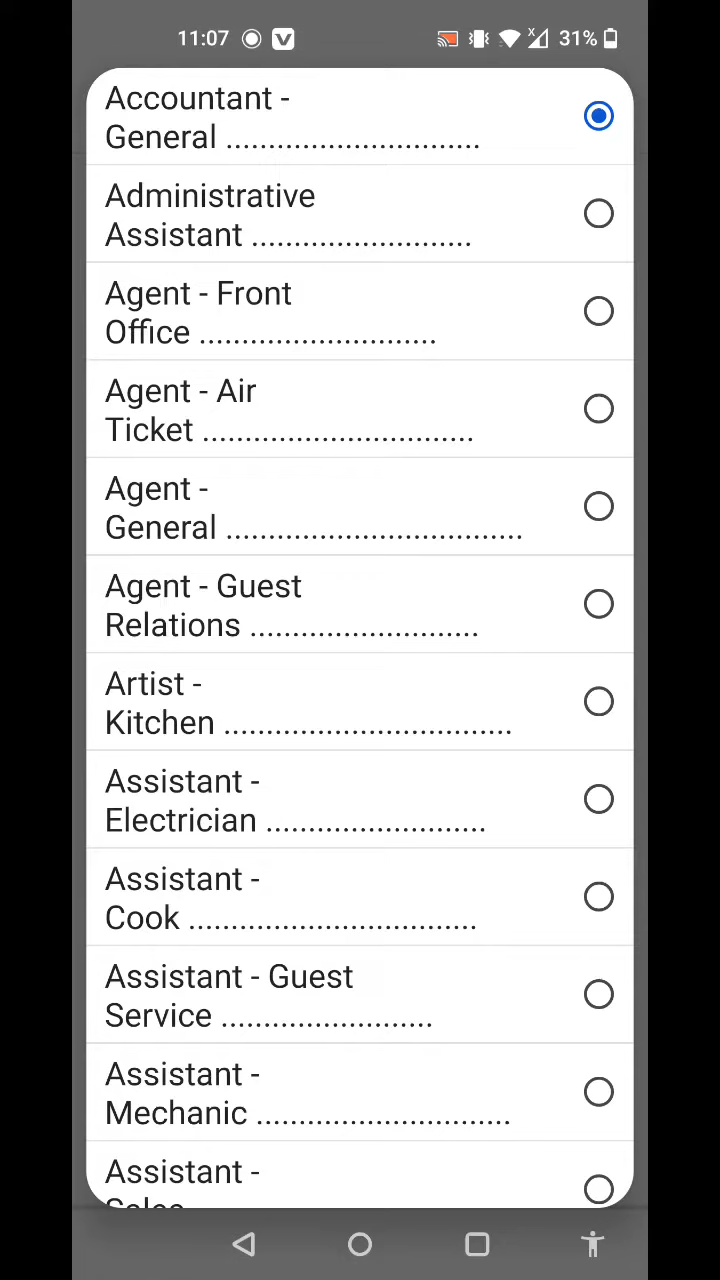 11:07
31%
Accountant -
General ..............................
Administrative
Assistant ..........................
Agent - Front
Office ............................
Agent - Air
Ticket ................................
Agent -
General ...................................
Agent - Guest
Relations ...........................
Artist -
Kitchen ..................................
Assistant -
Electrician ..........................
Assistant -
Cook ..................................
Assistant - Guest
Service .........................
Assistant -
Mechanic ..............................
Assistant -
Sales